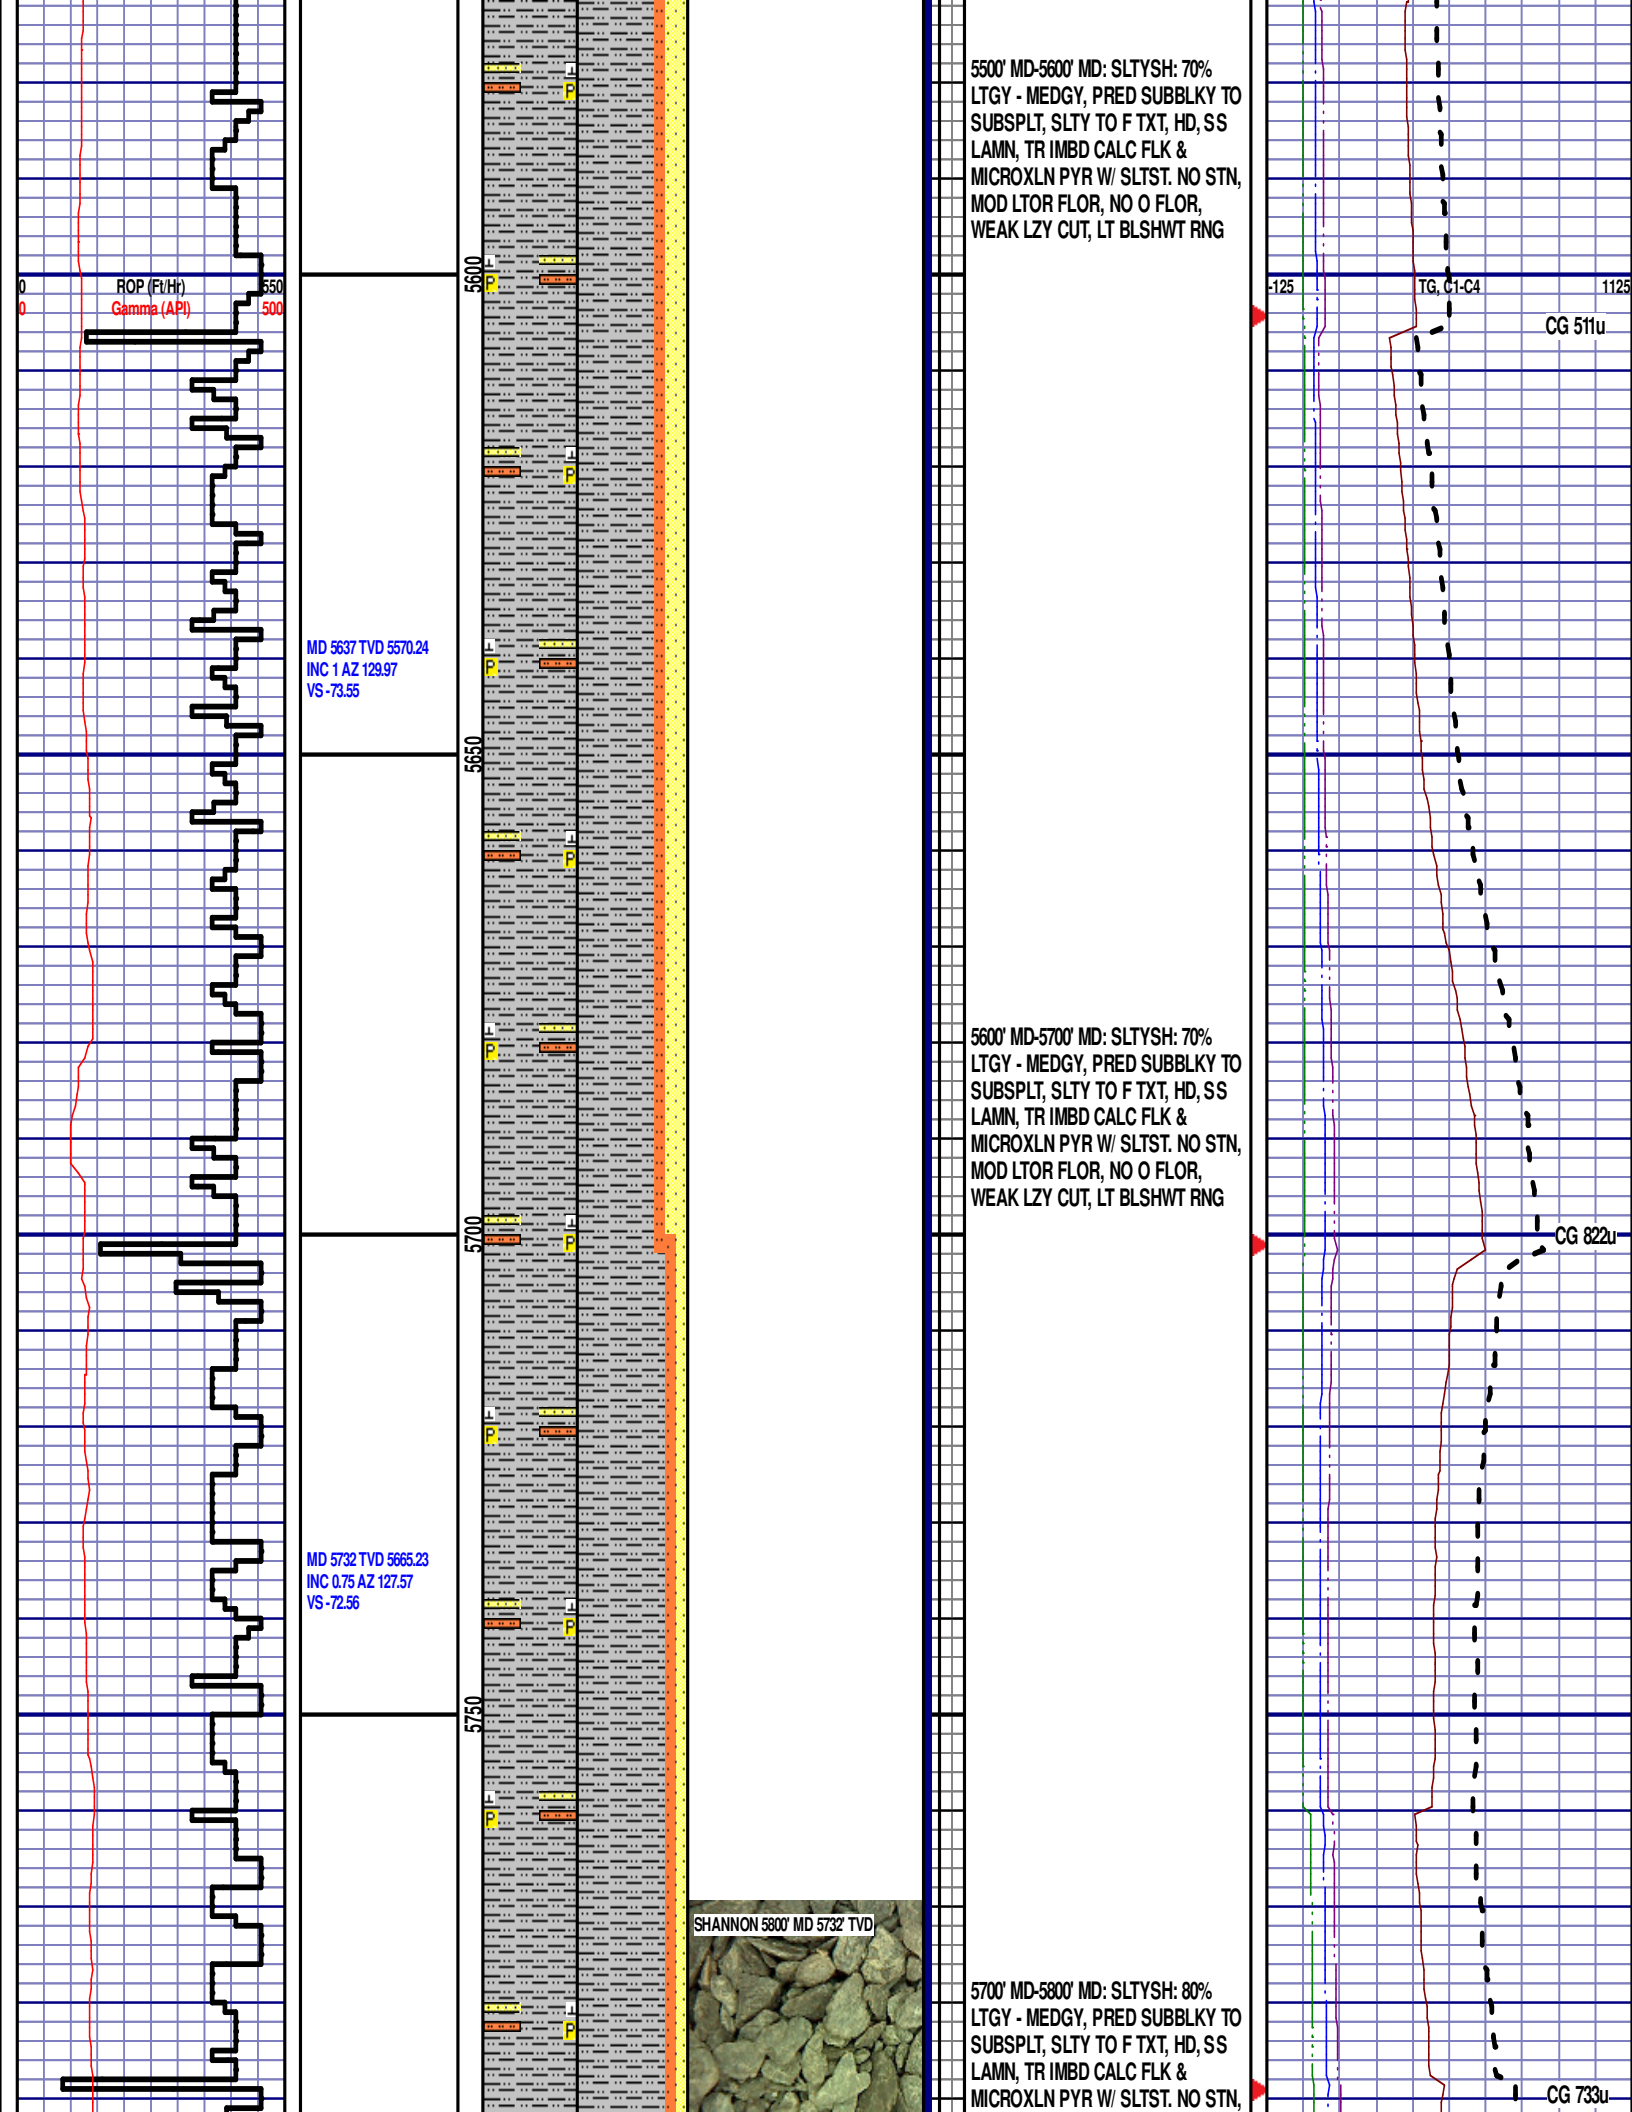 5500' MD-5600' MD: SLTYSH: 70%
LTGY - MEDGY, PRED SUBBLKY TO
SUBSPLT, SLTY TO F TXT, HD, SS
LAMN, TR IMBD CALC FLK &
MICROXLN PYR W/ SLTST. NO STN,
MOD LTOR FLOR, NO O FLOR,
WEAK LZY CUT, LT BLSHWT RNG
P
5600
P
0 ROP (Ft/Hr) 550
0 Gamma (API) 500
-125 TG, C1-C4 1125
CG 511u
P
MD 5637 TVD 5570.24
INC 1 AZ 129.97
VS -73.55
P
5650
P
5600' MD-5700' MD: SLTYSH: 70%
LTGY - MEDGY, PRED SUBBLKY TO
SUBSPLT, SLTY TO F TXT, HD, SS
LAMN, TR IMBD CALC FLK &
MICROXLN PYR W/ SLTST. NO STN,
MOD LTOR FLOR, NO O FLOR,
WEAK LZY CUT, LT BLSHWT RNG
P
5700
P
CG 822u
P
MD 5732 TVD 5665.23
INC 0.75 AZ 127.57
VS -72.56
P
5750
P
SHANNON 5800' MD 5732' TVD
5700' MD-5800' MD: SLTYSH: 80%
LTGY - MEDGY, PRED SUBBLKY TO
SUBSPLT, SLTY TO F TXT, HD, SS
LAMN, TR IMBD CALC FLK &
MICROXLN PYR W/ SLTST. NO STN,
P
CG 733u